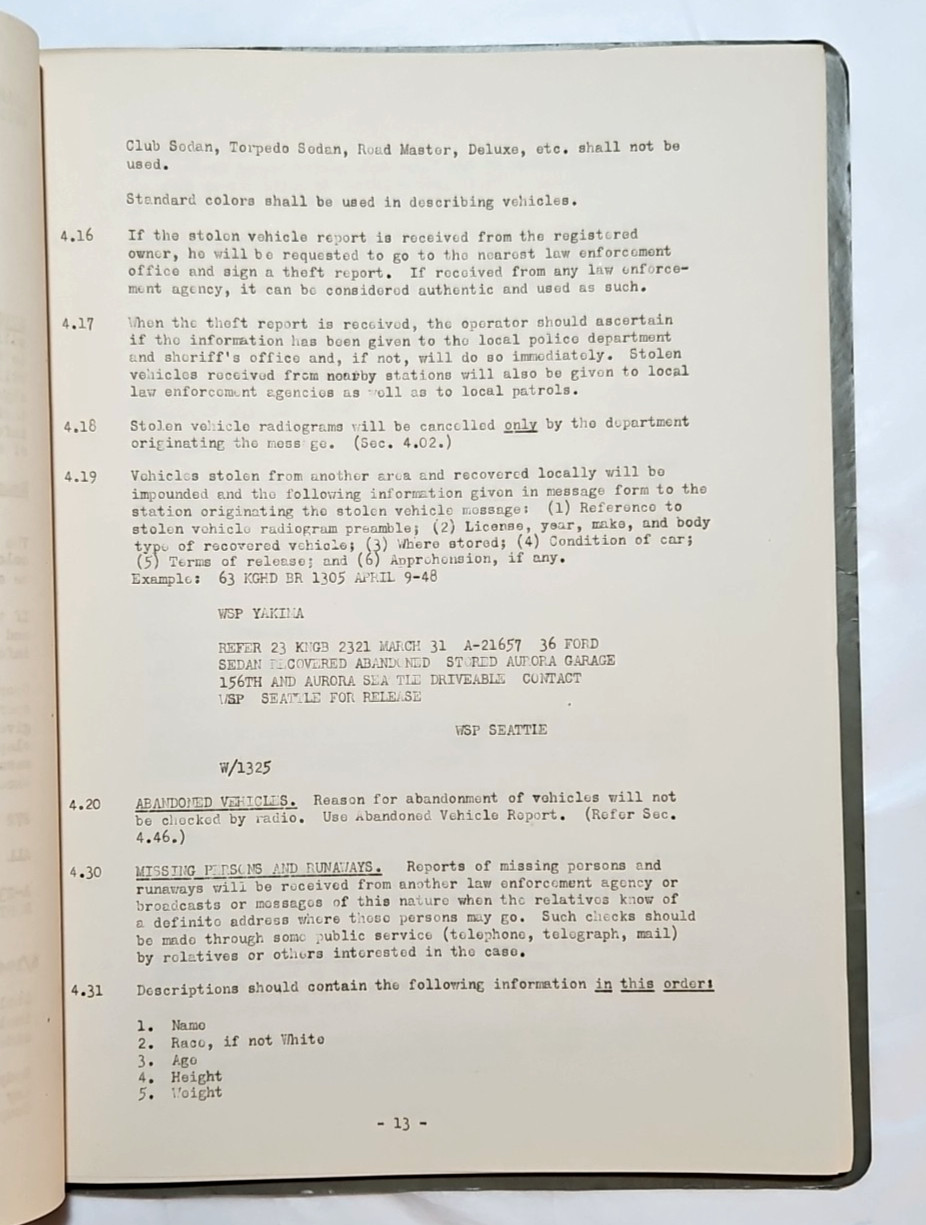 Club Sedan, Torpedo Sedan, Road Master, Deluxe, etc. shall not be
used.
Standard colors shall be used in describing vehicles.
4.16 If the stolen vehicle report is received from the registered
owner, he will be requested to go to the nearest law enforcement
office and sign a theft report. If received from any law enforce-
ment agency, it can be considered authentic and used as such.
4.17 When the theft report is received, the operator should ascertain
if the information has been given to the local police department
and sheriff's office and, if not, will do so immediately. Stolen
vehicles received from nearby stations will also be given to local
law enforcement agencies as well as to local patrols.
4.18 Stolen vehicle radiograms will be cancelled only by the department
originating the message. (Sec. 4.02.)
4.19 Vehicles stolen from another area and recovered locally will be
impounded and the following information given in message form to the
station originating the stolen vehicle message: (1) Reference to
stolen vehicle radiogram preamble; (2) License, year, make, and body
type of recovered vehicle; (3) Where stored; (4) Condition of car;
(5) Terms of release; and (6) Apprehension, if any.
Example: 63 KGHD BR 1305 APRIL 9-48
WSP YAKIMA
REFER 23 KNGB 2321 MARCH 31 A-21657 36 FORD
SEDAN RECOVERED ABANDONED STORED AURORA GARAGE
156TH AND AURORA SEATTLE DRIVEABLE CONTACT
WSP SEATTLE FOR RELEASE
WSP SEATTLE
W/1325
4.20 ABANDONED VEHICLES. Reason for abandonment of vehicles will not
be checked by radio. Use Abandoned Vehicle Report. (Refer Sec.
4.46.)
4.30 MISSING PERSONS AND RUNAWAYS. Reports of missing persons and
runaways will be received from another law enforcement agency or
broadcasts or messages of this nature when the relatives know of
a definite address where these persons may go. Such checks should
be made through some public service (telephone, telegraph, mail)
by relatives or others interested in the case.
4.31 Descriptions should contain the following information in this order:
1. Name
2. Race, if not White
3. Age
4. Height
5. Weight
- 13 -